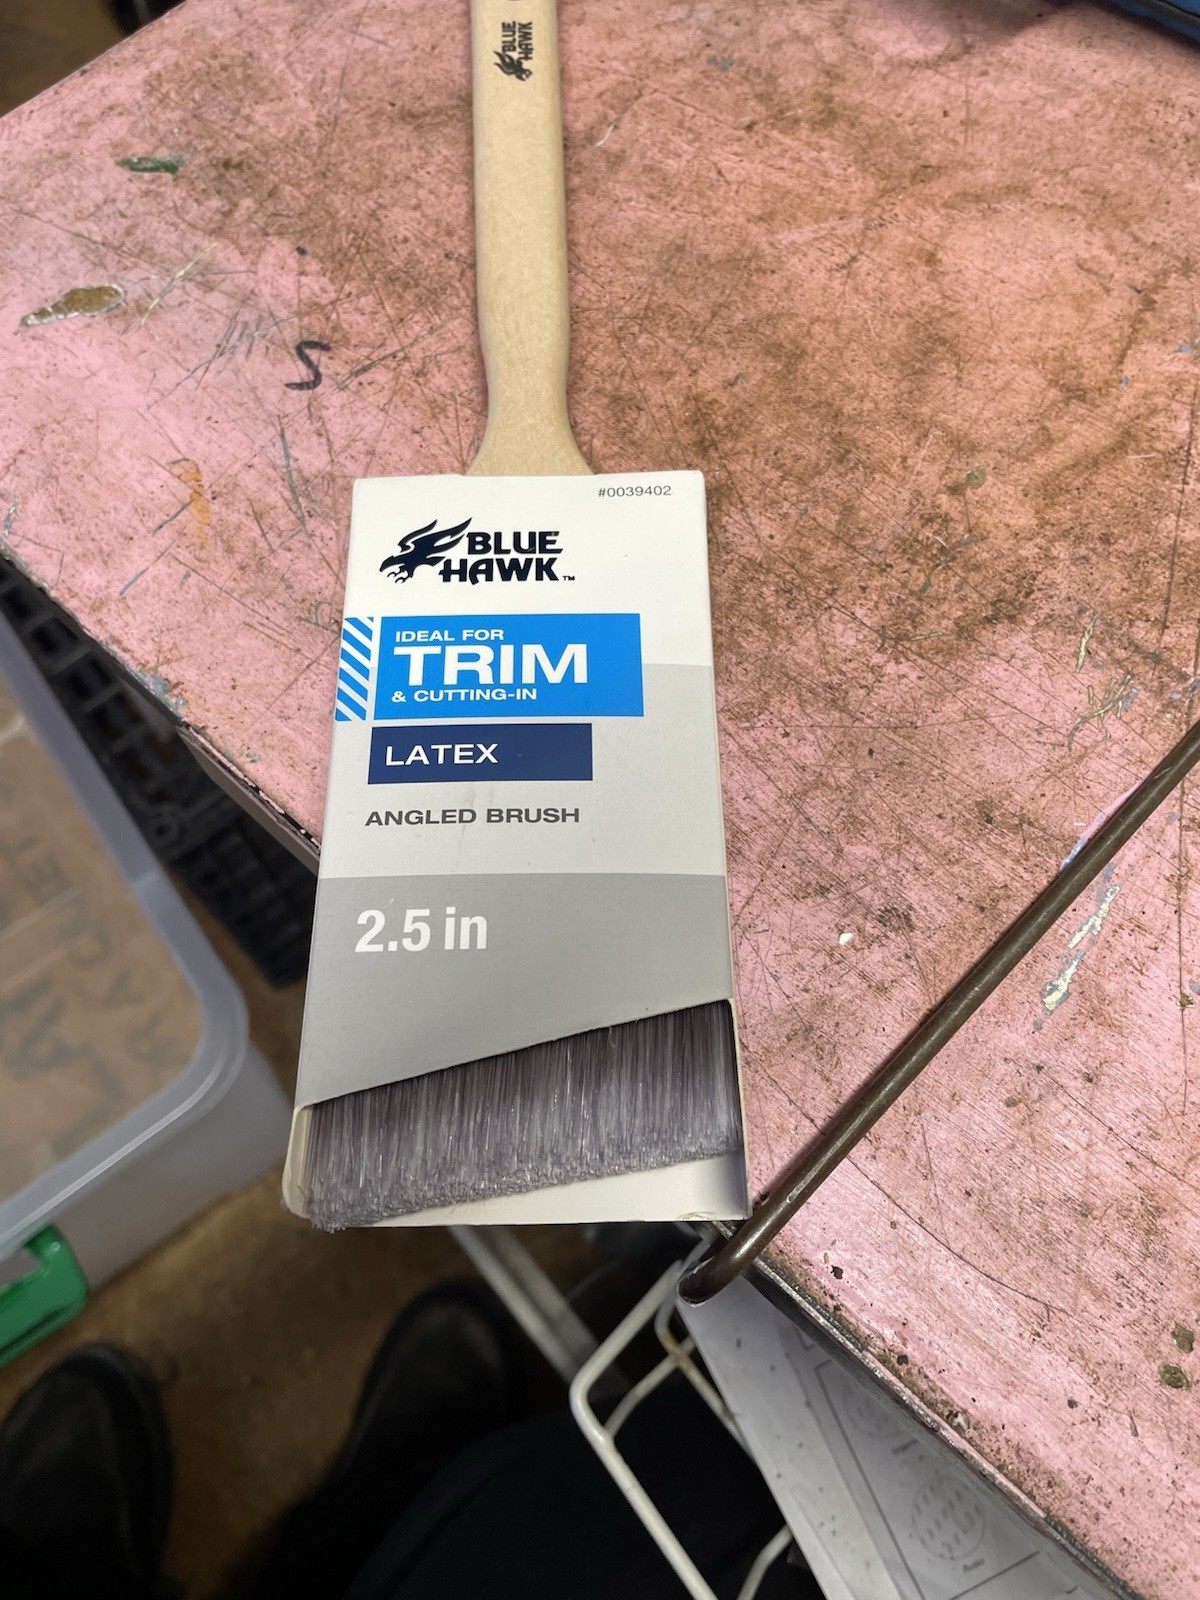 BLUE
HAWK
S
#0039402
BLUE
HAWK™
IDEAL FOR
TRIM
& CUTTING-IN
LATEX
ANGLED BRUSH
2.5 in